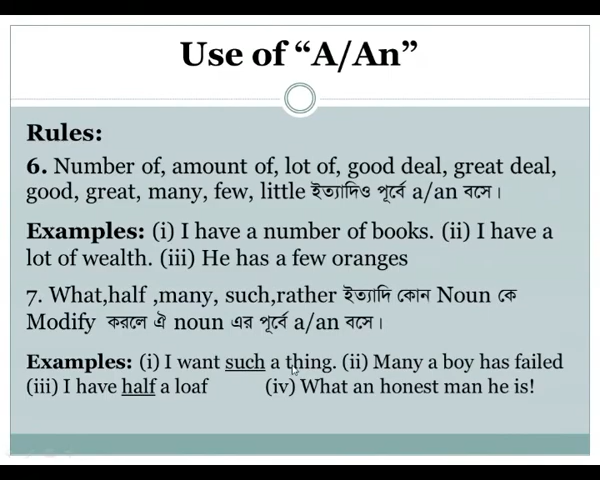 Use of “A/An”
Rules:
6. Number of, amount of, lot of, good deal, great deal,
good, great, many, few, little ইত্যাদিও পূর্বে a/an বসে।
Examples: (i) I have a number of books. (ii) I have a
lot of wealth. (iii) He has a few oranges
7. What,half ,many, such,rather ইত্যাদি কোন Noun কে
Modify করলে ঐ noun এর পূর্বে a/an বসে।
Examples: (i) I want such a thing. (ii) Many a boy has failed
(iii) I have half a loaf (iv) What an honest man he is!